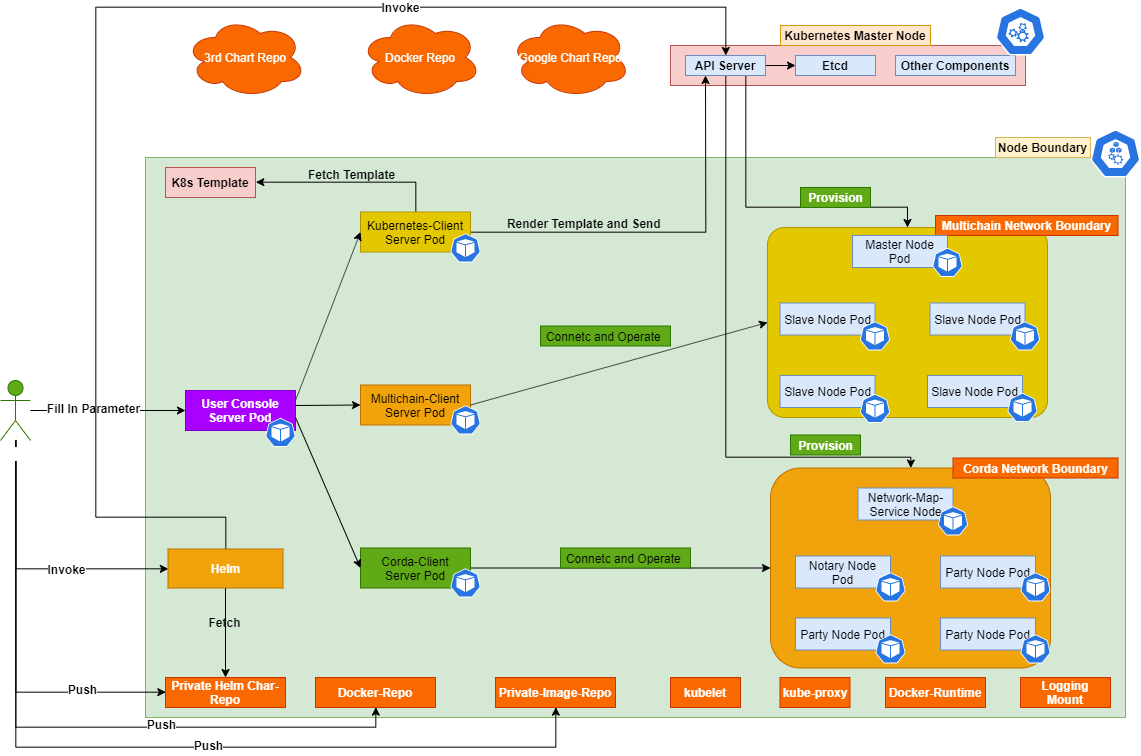 Invoke
3rd Chart Repo
Docker Repo
Google Chart Repo
Kubernetes Master Node
API Server
Etcd
Other Components
Node Boundary
K8s Template
Fetch Template
Kubernetes-Client
Server Pod
Render Template and Send
Provision
Multichain Network Boundary
Master Node
Pod
Slave Node Pod
Slave Node Pod
Connetc and Operate
Slave Node Pod
Slave Node Pod
Fill In Parameter
User Console
Server Pod
Multichain-Client
Server Pod
Provision
Corda Network Boundary
Network-Map-
Service Node
Invoke
Helm
Corda-Client
Server Pod
Connetc and Operate
Notary Node
Pod
Party Node Pod
Fetch
Party Node Pod
Party Node Pod
Push
Private Helm Char-
Repo
Docker-Repo
Private-Image-Repo
kubelet
kube-proxy
Docker-Runtime
Logging
Mount
Push
Push